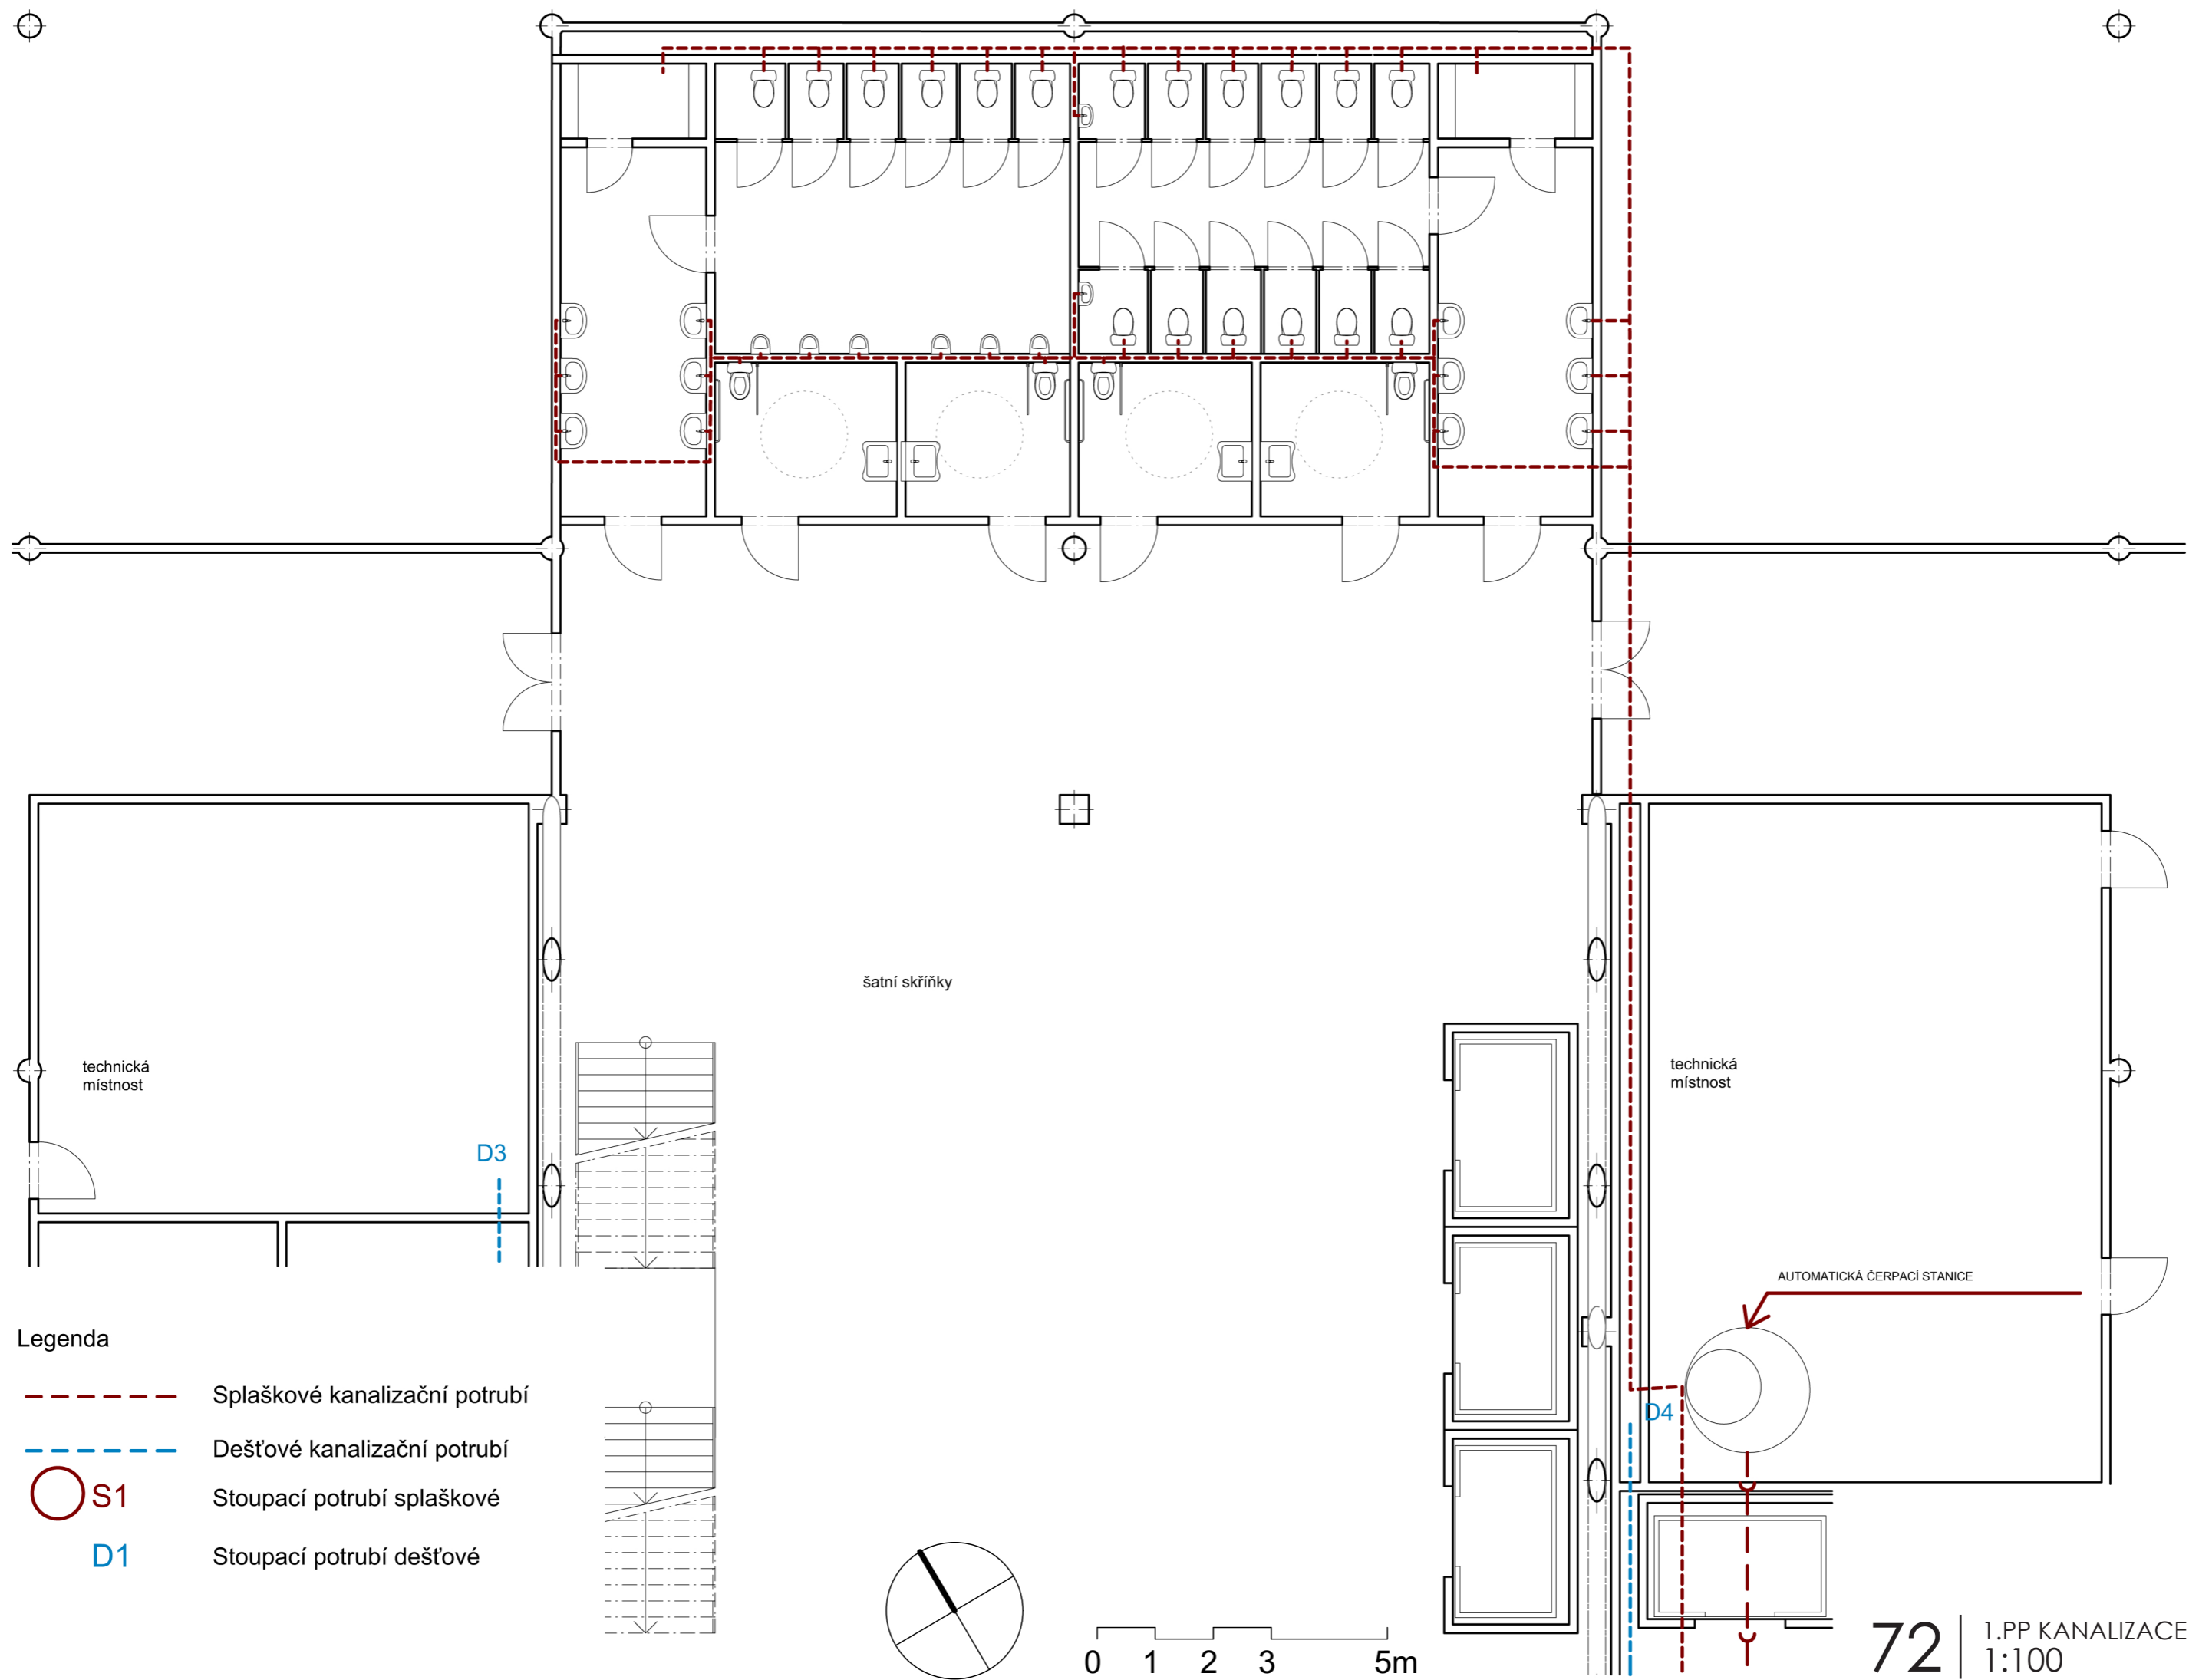 šatní skříňky
technická
místnost
technická
místnost
D3
AUTOMATICKÁ ČERPACÍ STANICE
D4
Legenda
Splaškové kanalizační potrubí
Dešťové kanalizační potrubí
S1 Stoupací potrubí splaškové
D1 Stoupací potrubí dešťové
0 1 2 3 5m
72 1.PP KANALIZACE
1:100